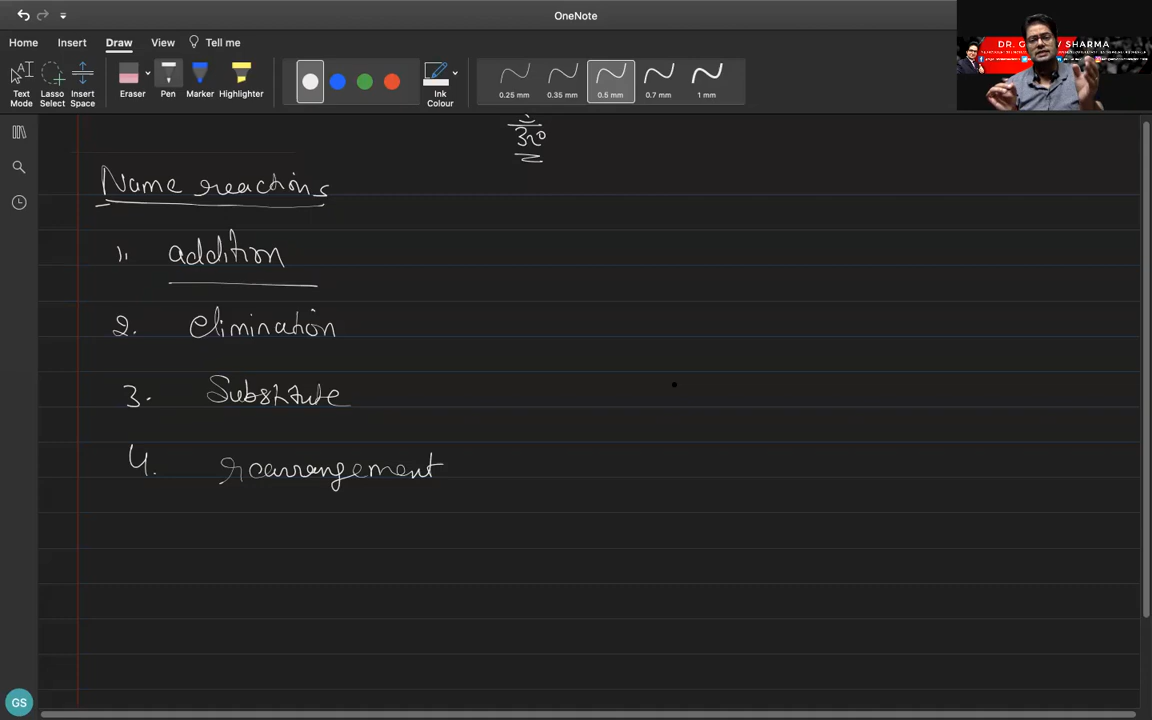 OneNote
Home Insert Draw View Tell me
DR. G V SHARMA
Text Mode
Lasso Select
Insert Space
Eraser
Pen
Marker
Highlighter
Ink Colour
0.25 mm
0.35 mm
0.5 mm
0.7 mm
1 mm
Name reactions
1. addition
2. elimination
3. Substitute
4. rearrangement
GS